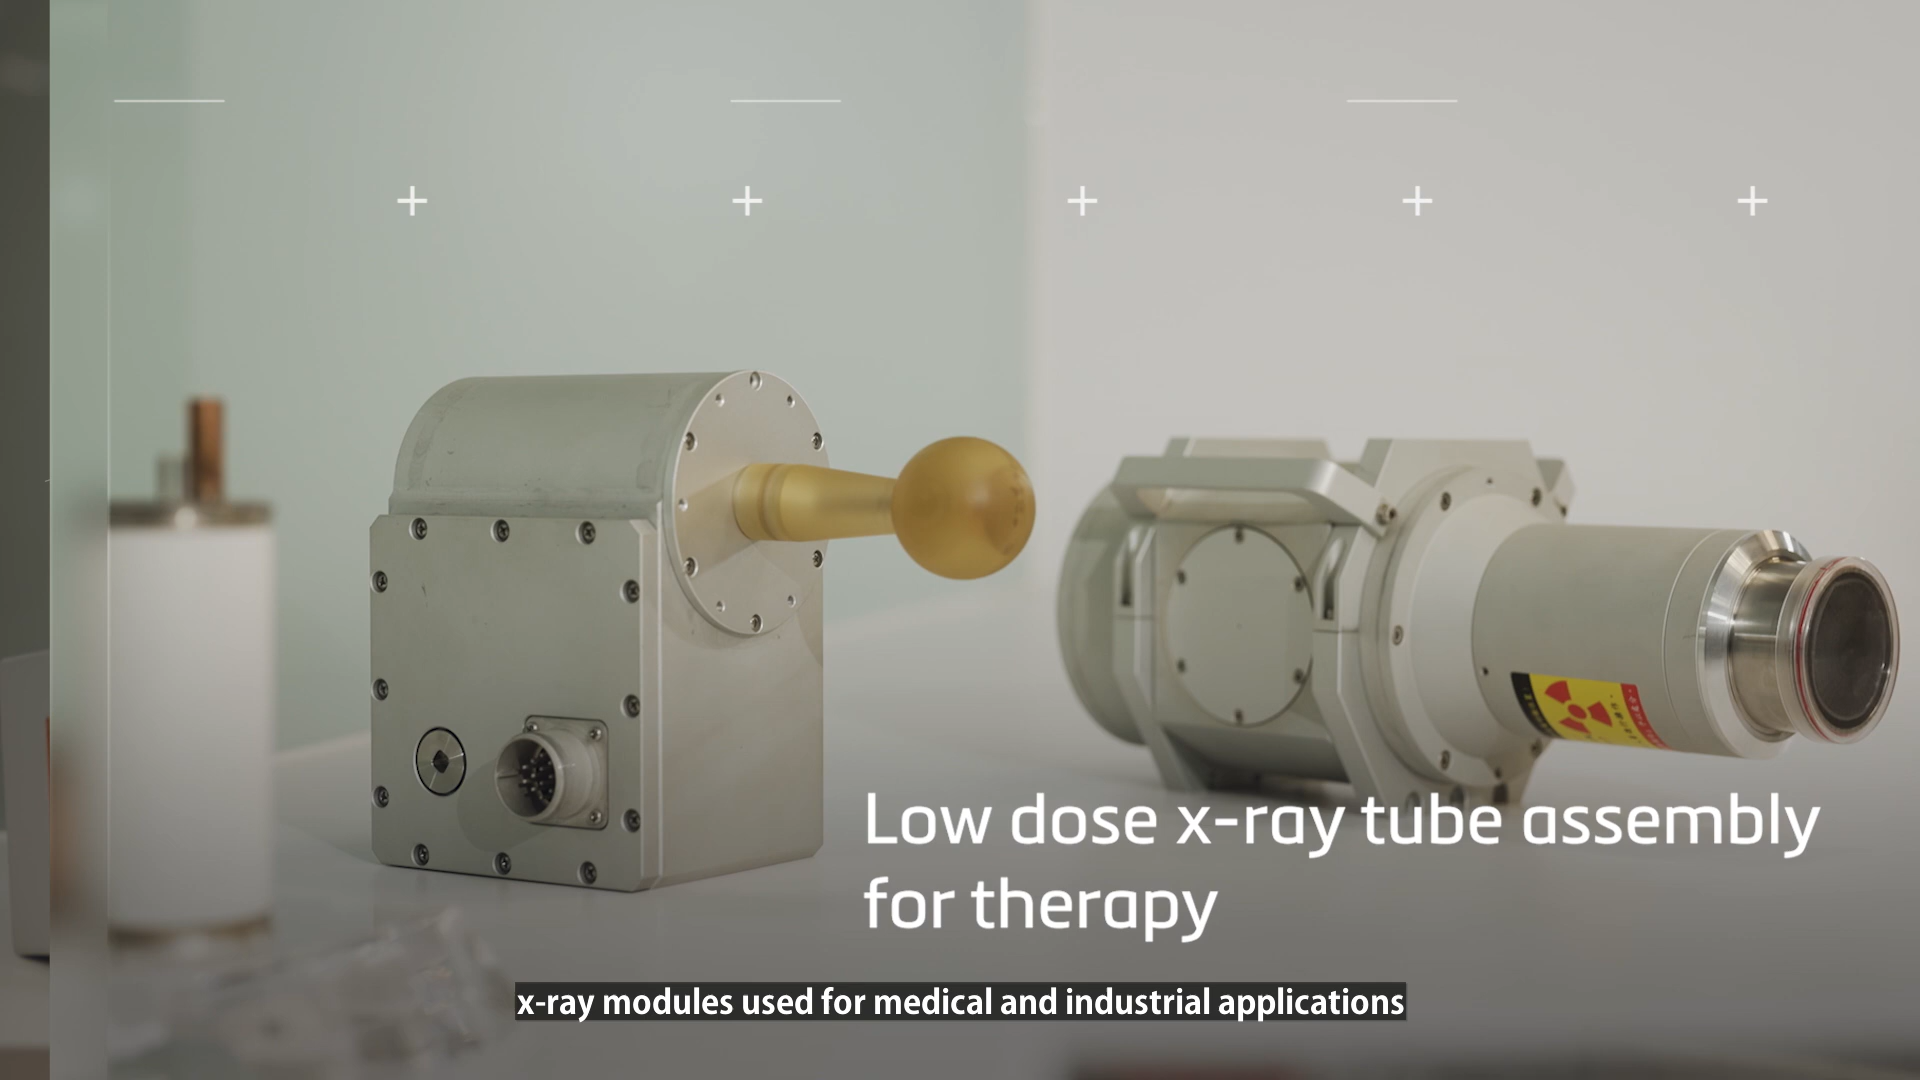 Low dose x-ray tube assembly
for therapy
x-ray modules used for medical and industrial applications